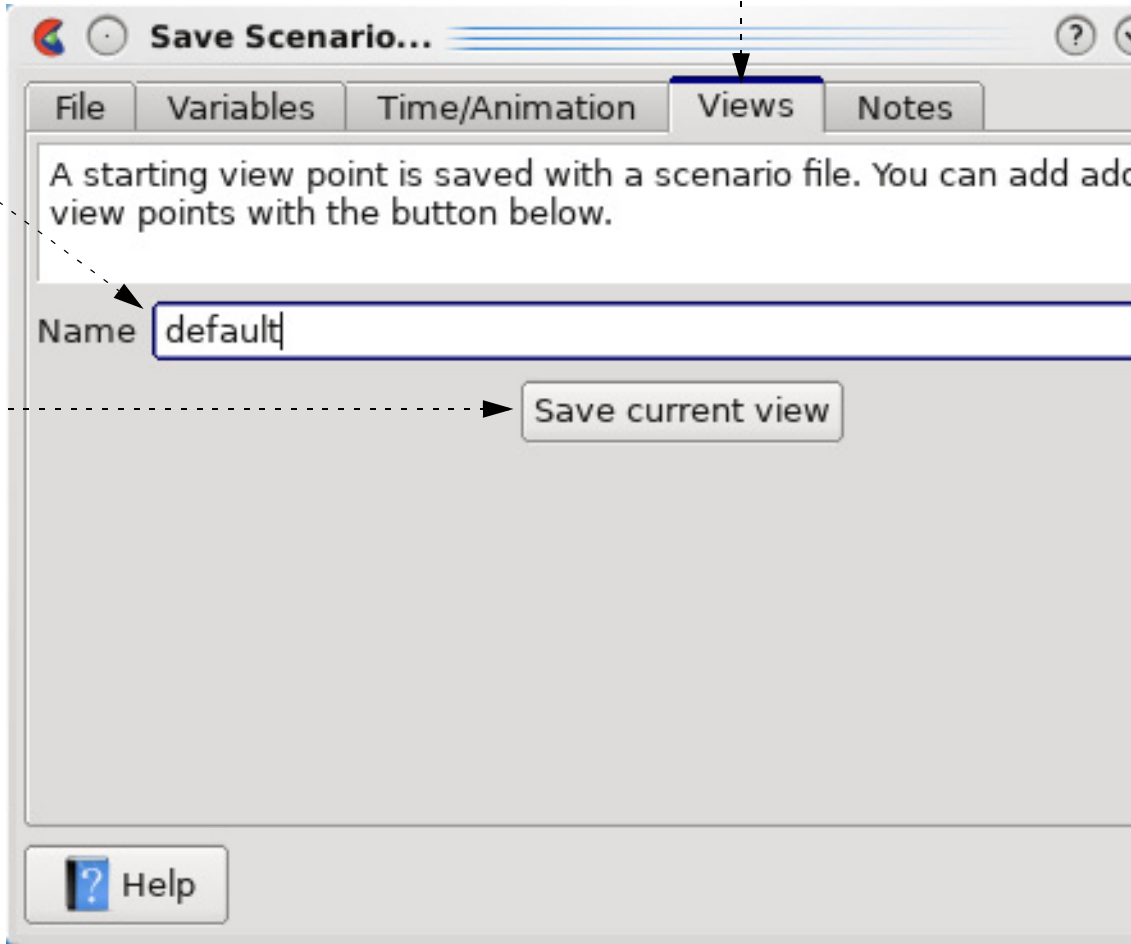 Save Scenario...
File Variables Time/Animation Views Notes
A starting view point is saved with a scenario file. You can add
view points with the button below.
Name default
Save current view
Help